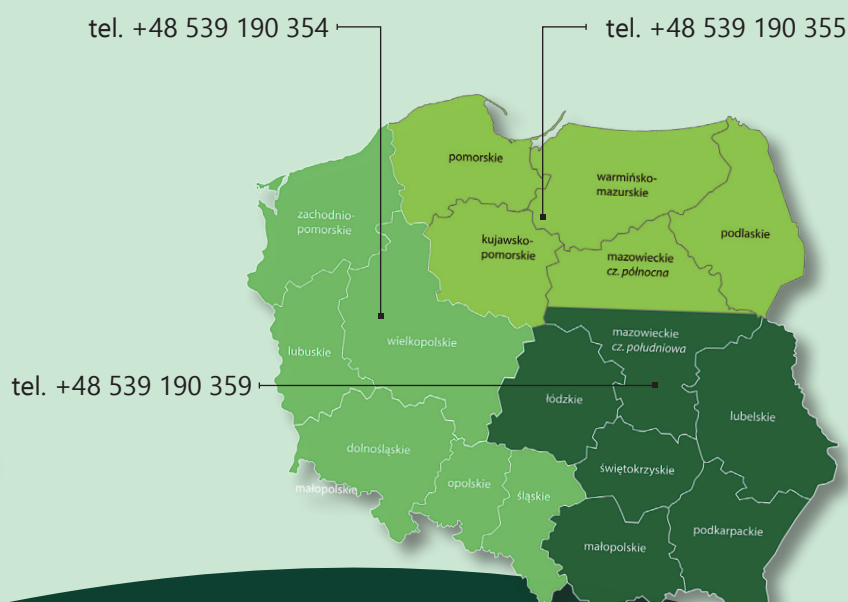 tel. +48 539 190 354
tel. +48 539 190 355
pomorskie
warmińsko-
mazurskie
zachodnio-
pomorskie
podlaskie
kujawsko-
pomorskie
mazowieckie
cz. północna
mazowieckie
cz. południowa
wielkopolskie
lubuskie
tel. +48 539 190 359
łódzkie
lubelskie
dolnośląskie
świętokrzyskie
małopolskie
opolskie
śląskie
podkarpackie
małopolskie